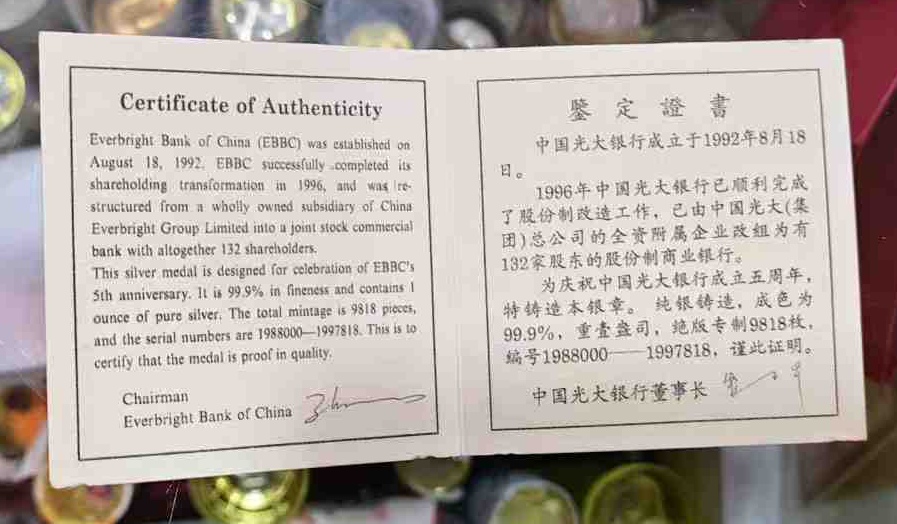 Certificate of Authenticity
Everbright Bank of China (EBBC) was established on
August 18, 1992. EBBC successfully completed its
shareholding transformation in 1996, and was re-
structured from a wholly owned subsidiary of China
Everbright Group Limited into a joint stock commercial
bank with altogether 132 shareholders.
This silver medal is designed for celebration of EBBC's
5th anniversary. It is 99.9% in fineness and contains 1
ounce of pure silver. The total mintage is 9818 pieces,
and the serial numbers are 1988000—1997818. This is to
certify that the medal is proof in quality.
Chairman
Everbright Bank of China
鉴定證書
中国光大银行成立于1992年8月18
日。
1996年中国光大银行已顺利完成
了股份制改造工作，已由中国光大(集
团)总公司的全资附属企业改组为有
132家股东的股份制商业银行。
为庆祝中国光大银行成立五周年，
特铸造本银章。纯银铸造，成色为
99.9%，重壹盎司，绝版专制9818枚，
编号1988000——1997818，谨此证明。
中国光大银行董事长